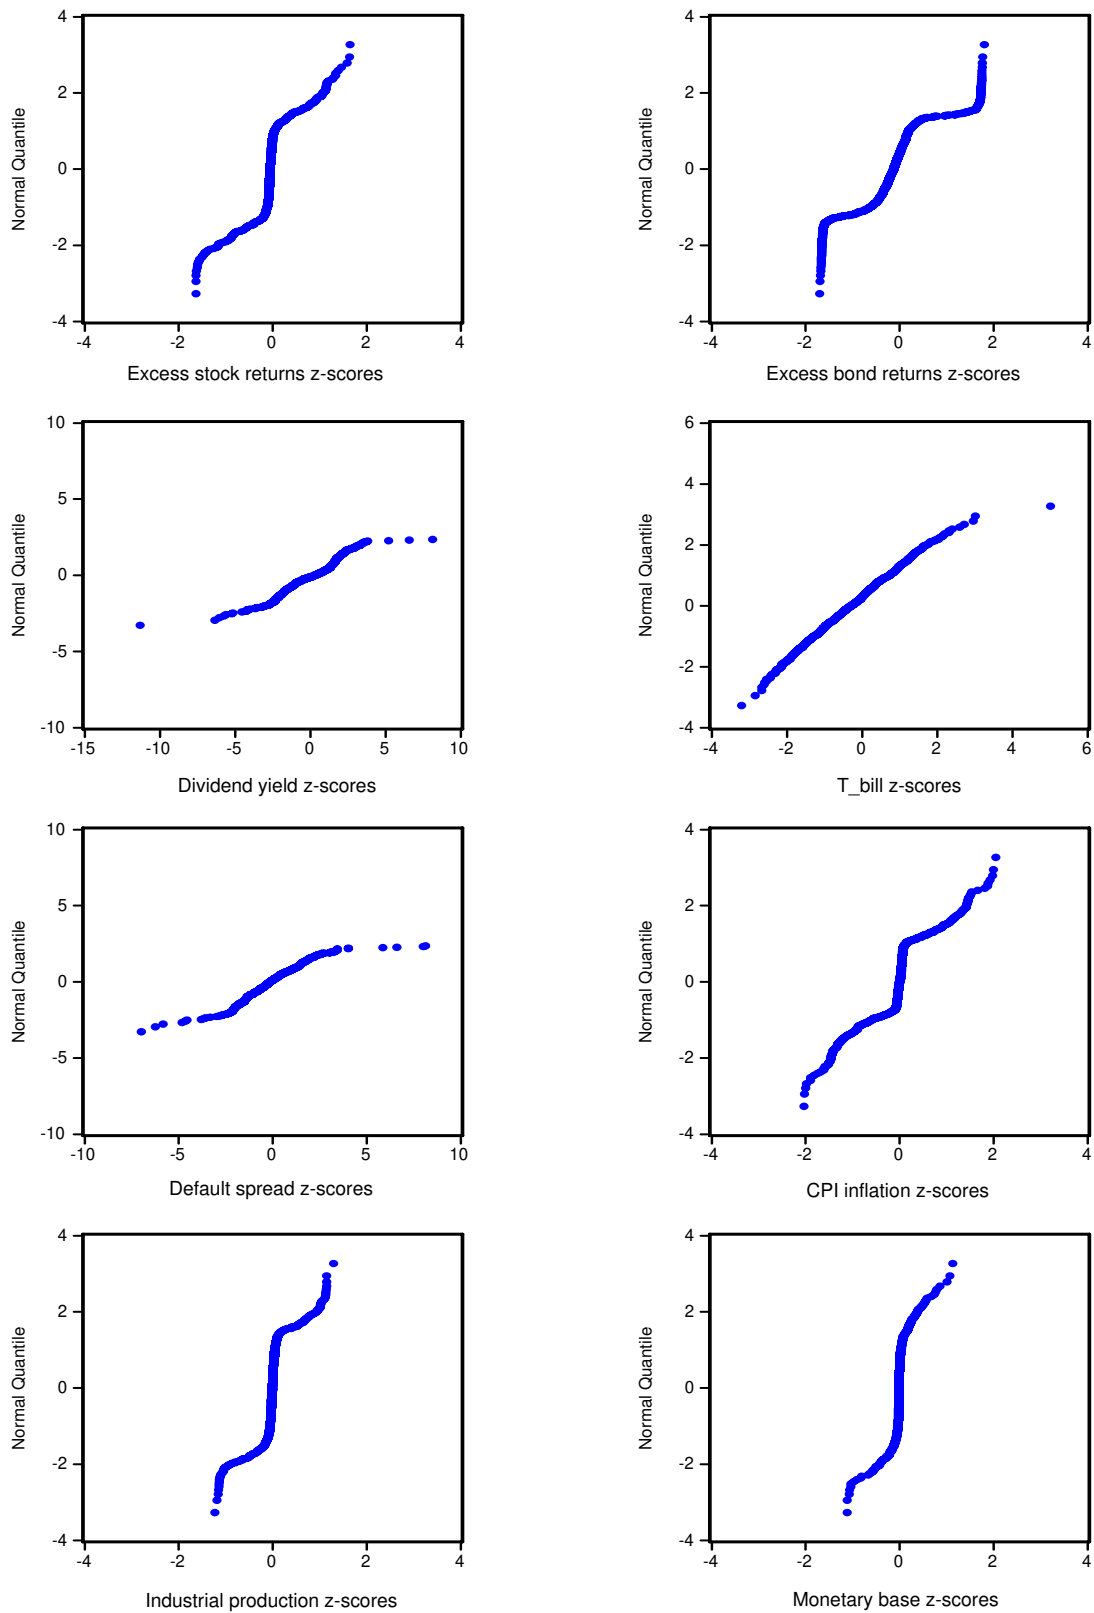 4
2
0
-2
-4
Normal Quantile
-4 -2 0 2 4
Excess stock returns z-scores
4
2
0
-2
-4
Normal Quantile
-4 -2 0 2 4
Excess bond returns z-scores
10
5
0
-5
-10
Normal Quantile
-15 -10 -5 0 5 10
Dividend yield z-scores
6
4
2
0
-2
-4
Normal Quantile
-4 -2 0 2 4 6
T_bill z-scores
10
5
0
-5
-10
Normal Quantile
-10 -5 0 5 10
Default spread z-scores
4
2
0
-2
-4
Normal Quantile
-4 -2 0 2 4
CPI inflation z-scores
4
2
0
-2
-4
Normal Quantile
-4 -2 0 2 4
Industrial production z-scores
4
2
0
-2
-4
Normal Quantile
-4 -2 0 2 4
Monetary base z-scores